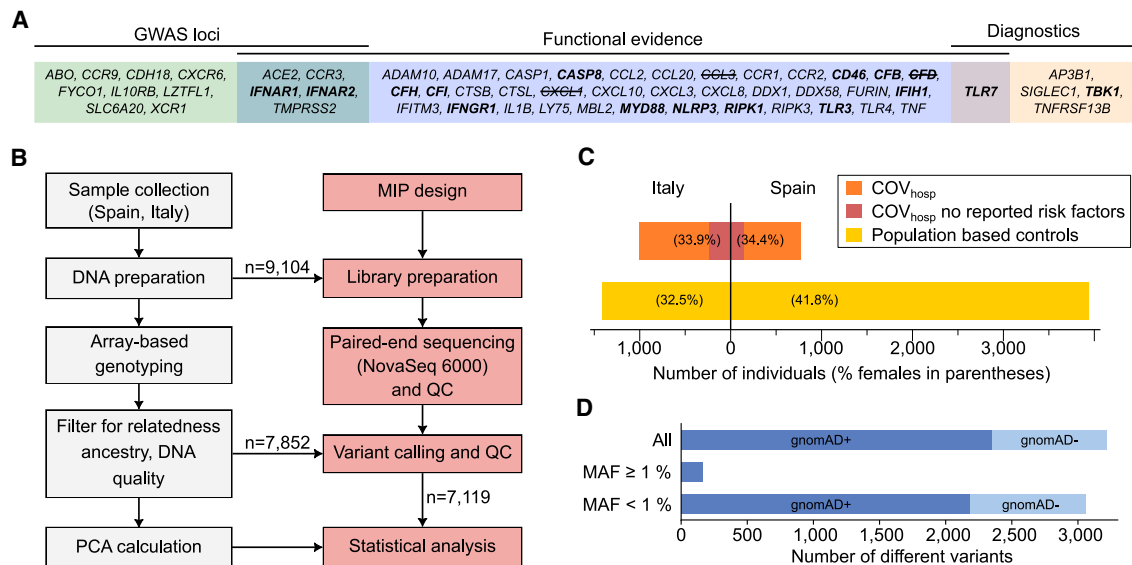 A
GWAS loci
Functional evidence
Diagnostics
ABO, CCR9, CDH18, CXCR6,
FYCO1, IL10RB, LZTFL1,
SLC6A20, XCR1
ACE2, CCR3,
IFNAR1, IFNAR2,
TMPRSS2
ADAM10, ADAM17, CASP1, CASP8, CCL2, CCL20, CCL3, CCR1, CCR2, CD46, CFB, CFD,
CFH, CFI, CTSB, CTSL, CXCL1, CXCL10, CXCL3, CXCL8, DDX1, DDX58, FURIN, IFIH1,
IFITM3, IFNGR1, IL1B, LY75, MBL2, MYD88, NLRP3, RIPK1, RIPK3, TLR3, TLR4, TNF
TLR7
AP3B1,
SIGLEC1, TBK1,
TNFRSF13B
B
Sample collection
(Spain, Italy)
DNA preparation
Array-based
genotyping
Filter for relatedness
ancestry, DNA
quality
PCA calculation
n=9,104
n=7,852
MIP design
Library preparation
Paired-end sequencing
(NovaSeq 6000)
and QC
Variant calling and QC
n=7,119
Statistical analysis
C
Italy
Spain
COVhosp
COVhosp no reported risk factors
Population based controls
(33.9%)
(34.4%)
(32.5%)
(41.8%)
1,000
0
1,000
2,000
3,000
Number of individuals (% females in parentheses)
D
All
gnomAD+
gnomAD-
MAF ≥ 1 %
MAF < 1 %
gnomAD+
gnomAD-
0
500
1,000
1,500
2,000
2,500
3,000
Number of different variants